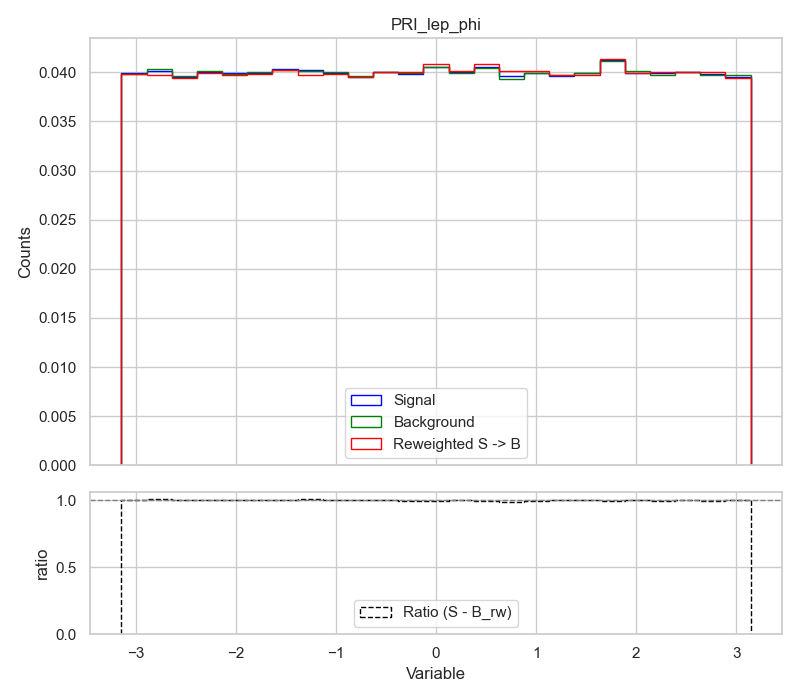 PRI_lep_phi
0.040
0.035
0.030
0.025
0.020
0.015
0.010
0.005
0.000
Counts
Signal
Background
Reweighted S -> B
1.0
0.5
0.0
ratio
Ratio (S - B_rw)
−3 −2 −1 0 1 2 3
Variable